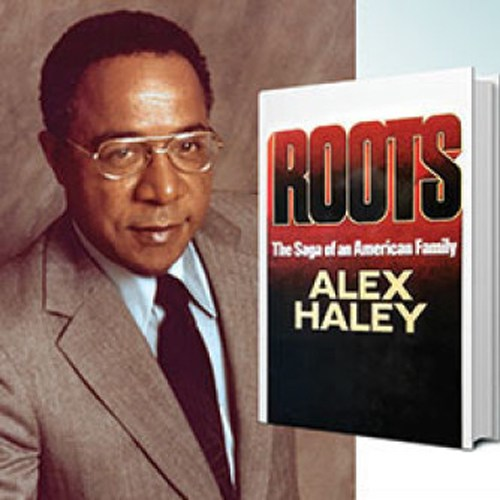 ROOTS
The Saga of an American Family
ALEX
HALEY